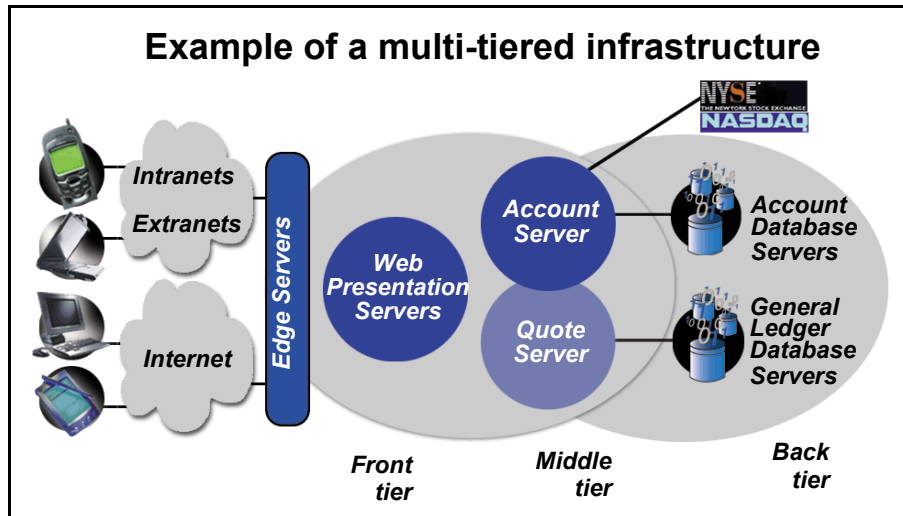 Example of a multi-tiered infrastructure
NYSE
THE NEW YORK STOCK EXCHANGE
NASDAQ
Intranets
Extranets
Internet
Edge Servers
Web
Presentation
Servers
Account
Server
Quote
Server
Account
Database
Servers
General
Ledger
Database
Servers
Front
tier
Middle
tier
Back
tier